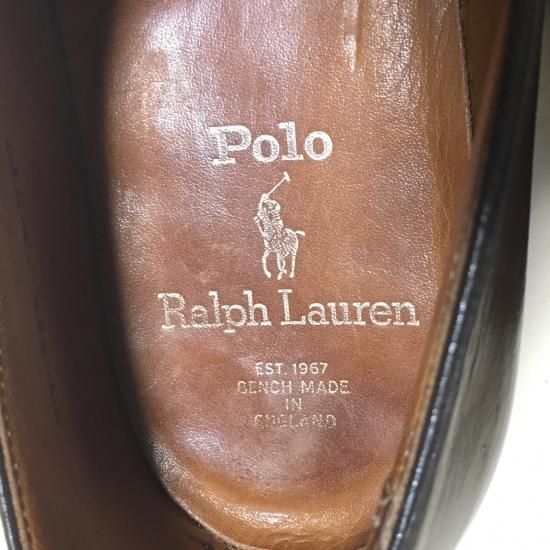 Polo
Ralph Lauren
EST. 1967
BENCH MADE
IN
ENGLAND